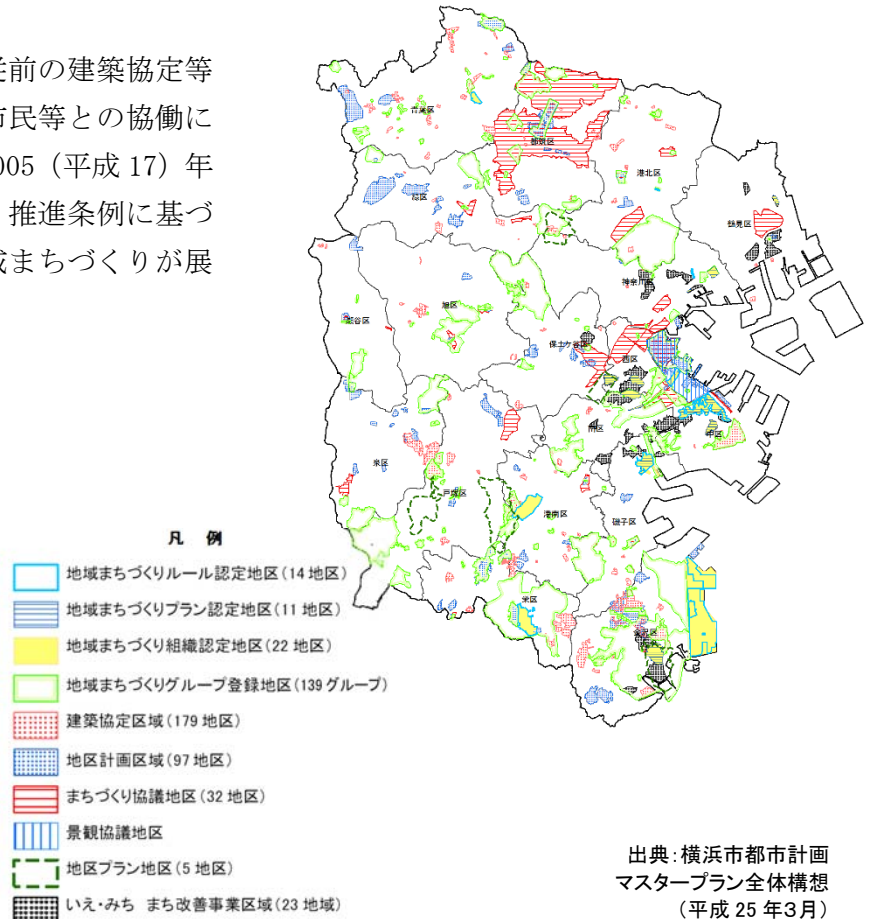 従前の建築協定等
市民等との協働に
005（平成 17）年
推進条例に基づ
成まちづくりが展
青葉区
都筑区
港北区
緑区
鶴見区
神奈川区
瀬谷区
旭区
保土ケ谷区
西区
南区
中区
泉区
戸塚区
港南区
磯子区
栄区
金沢区
凡 例
地域まちづくりルール認定地区(14 地区)
地域まちづくりプラン認定地区(11 地区)
地域まちづくり組織認定地区(22 地区)
地域まちづくりグループ登録地区(139 グループ)
建築協定区域(179 地区)
地区計画区域(97 地区)
まちづくり協議地区(32 地区)
景観協議地区
地区プラン地区(5 地区)
いえ・みち まち改善事業区域(23 地域)
出典:横浜市都市計画
マスタープラン全体構想
(平成 25 年3月)